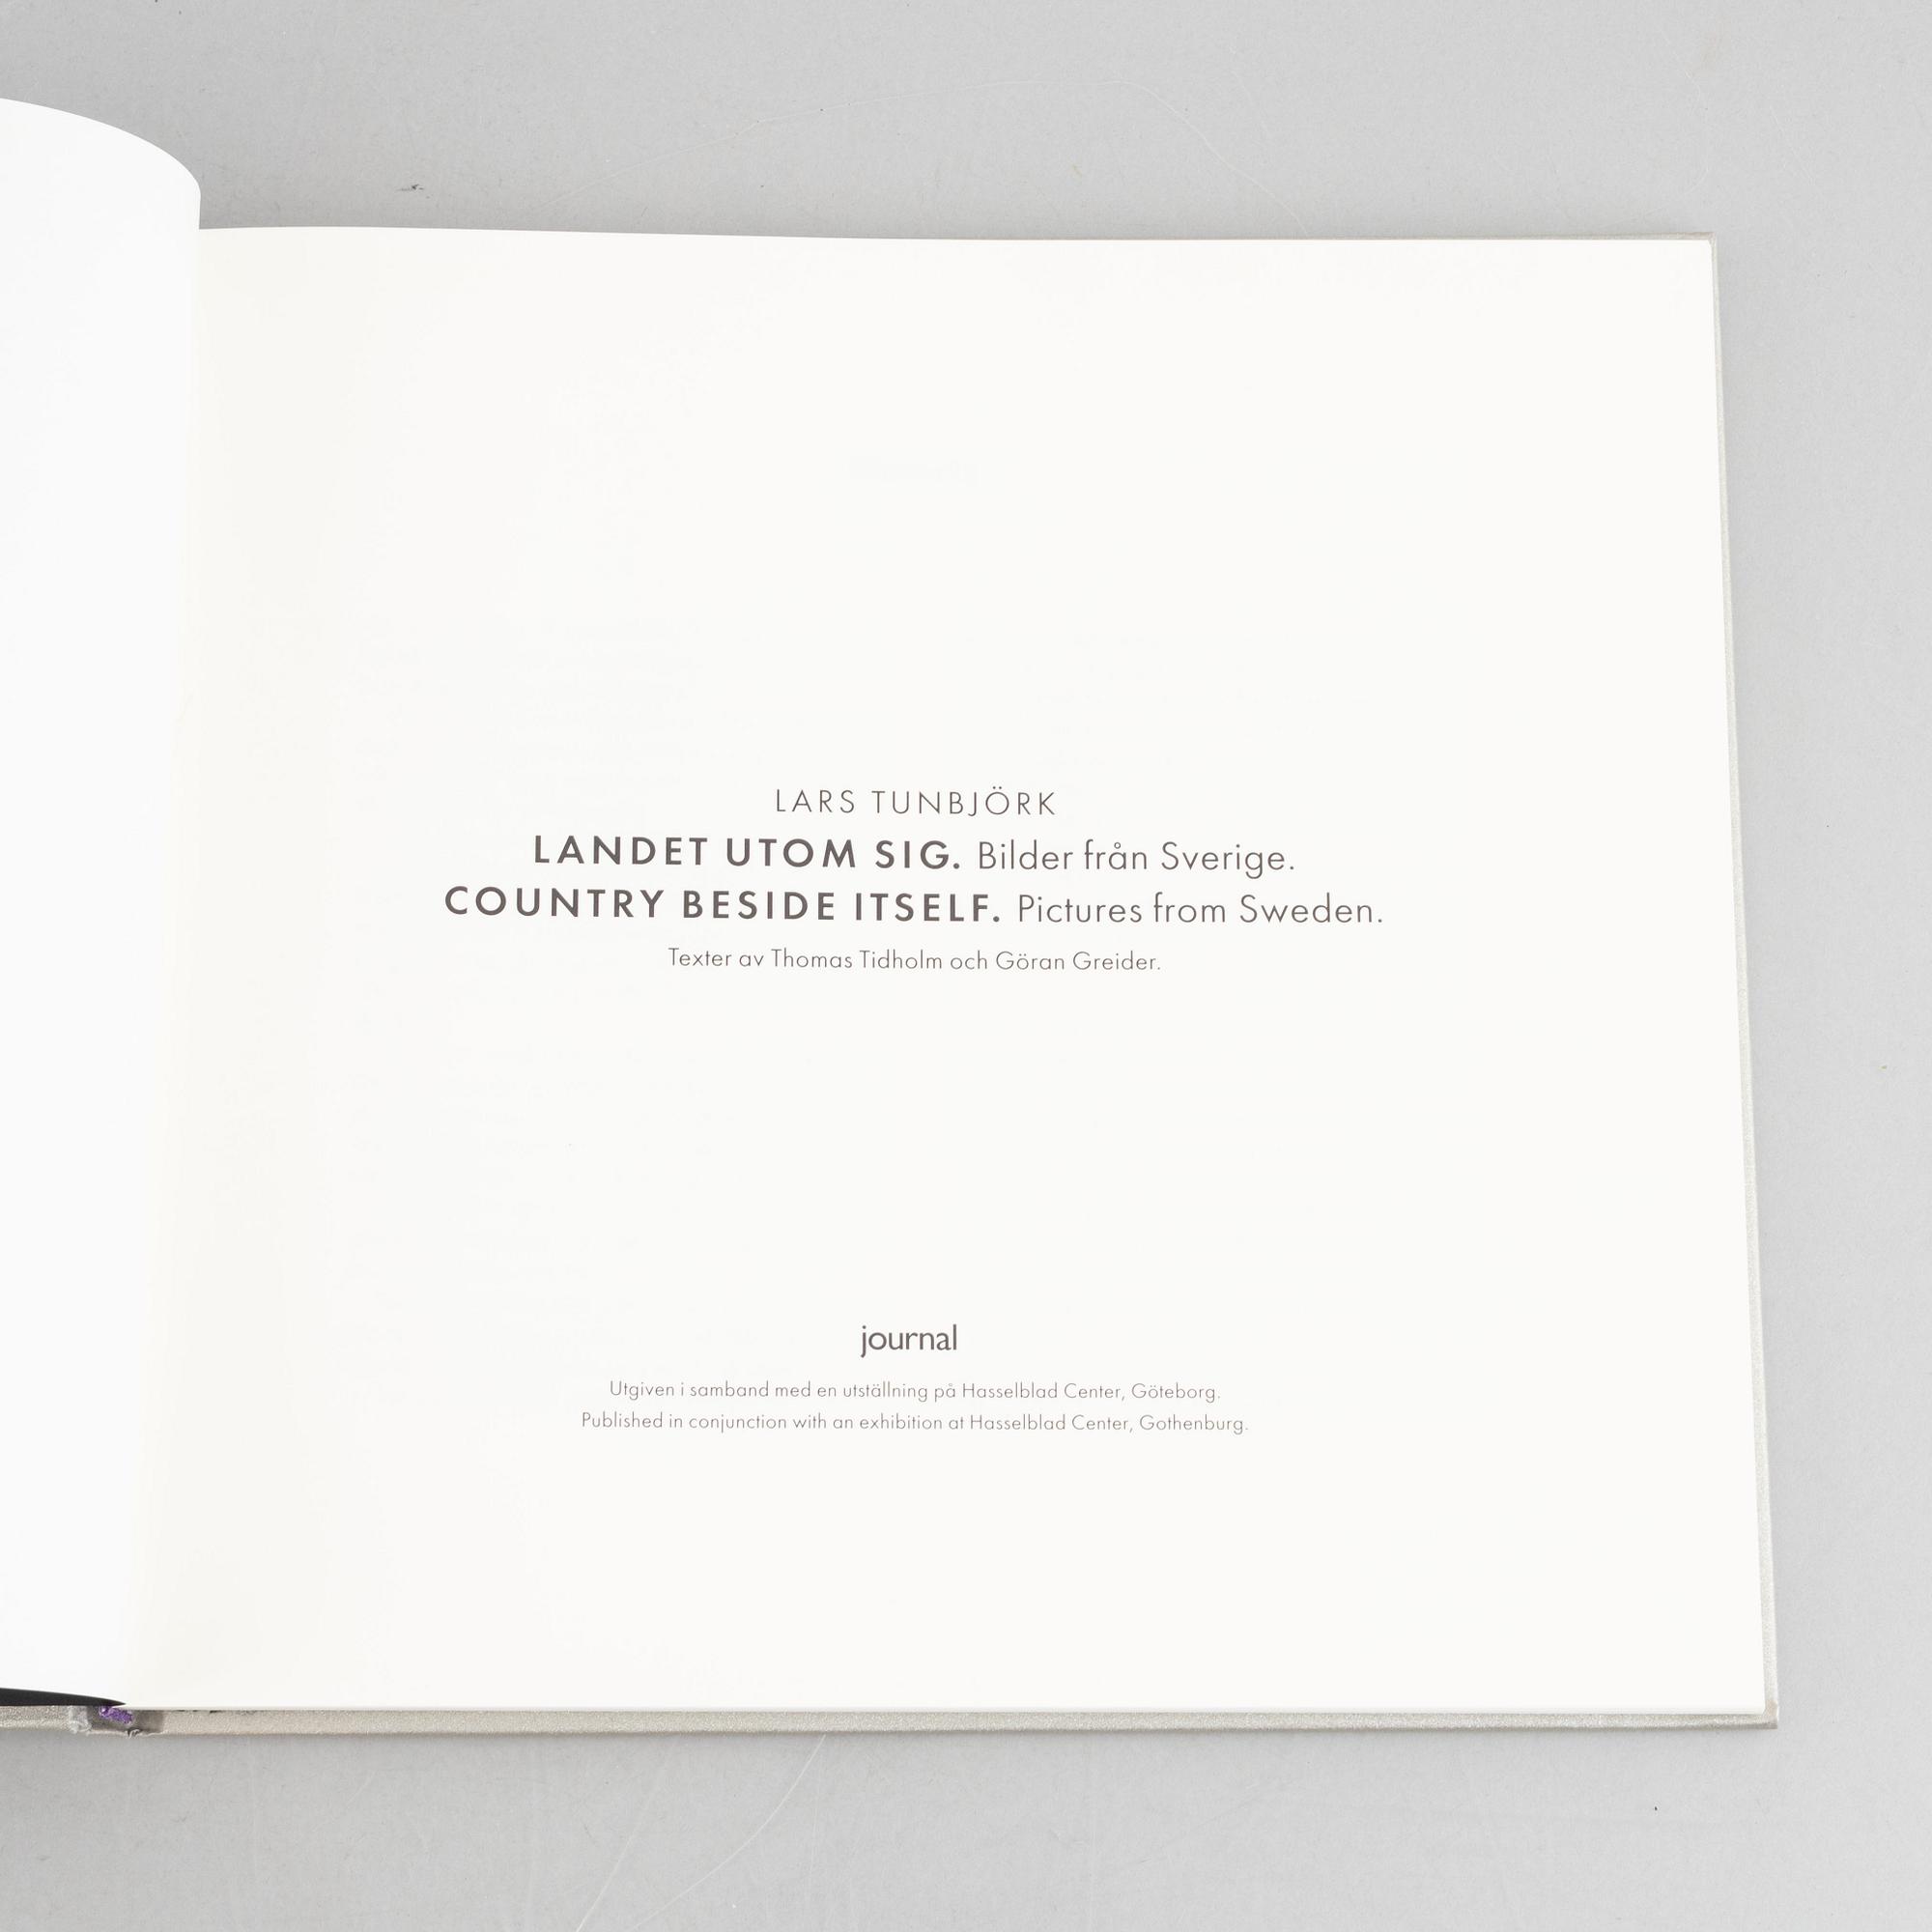 LARS TUNBJÖRK
LANDET UTOM SIG. Bilder från Sverige.
COUNTRY BESIDE ITSELF. Pictures from Sweden.
Texter av Thomas Tidholm och Göran Greider.
journal
Utgiven i samband med en utställning på Hasselblad Center, Göteborg.
Published in conjunction with an exhibition at Hasselblad Center, Gothenburg.